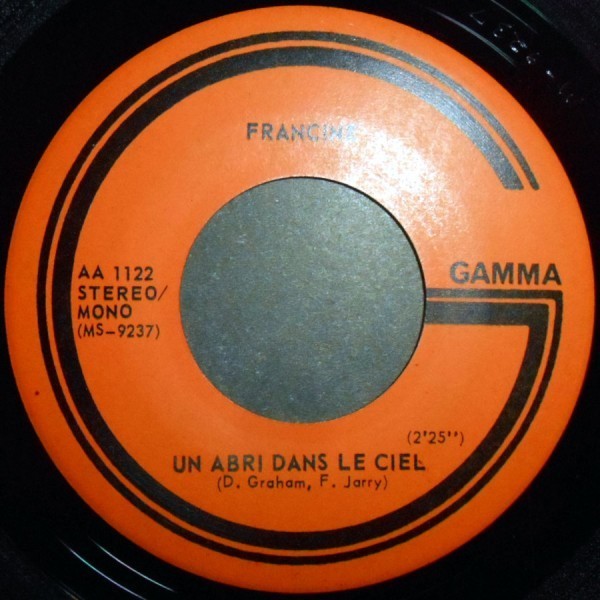 FRANCINE
GAMMA
AA 1122
STEREO/
MONO
(MS-9237)
(2'25'')
UN ABRI DANS LE CIEL
(D. Graham, F. Jarry)